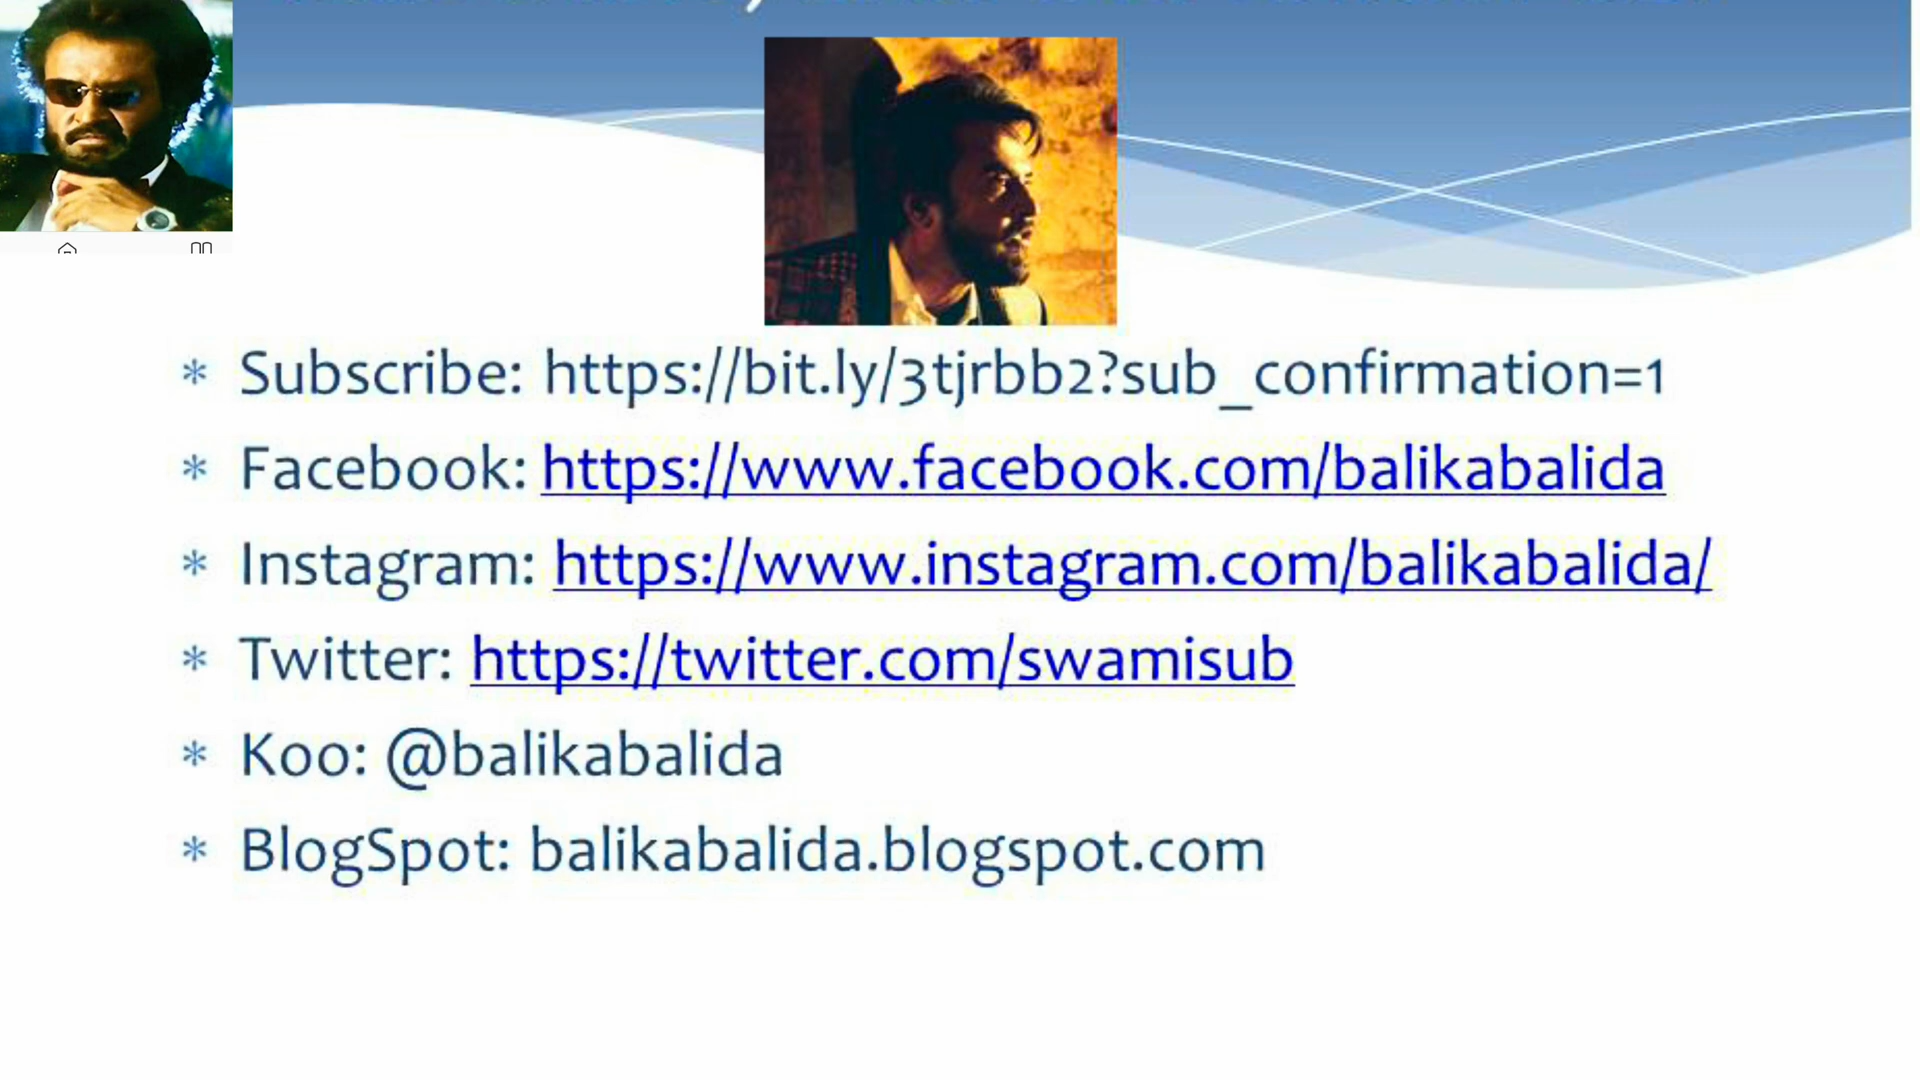 Subscribe: https://bit.ly/3tjrbb2?sub_confirmation=1
Facebook: https://www.facebook.com/balikabalida
Instagram: https://www.instagram.com/balikabalida/
Twitter: https://twitter.com/swamisub
Koo: @balikabalida
BlogSpot: balikabalida.blogspot.com